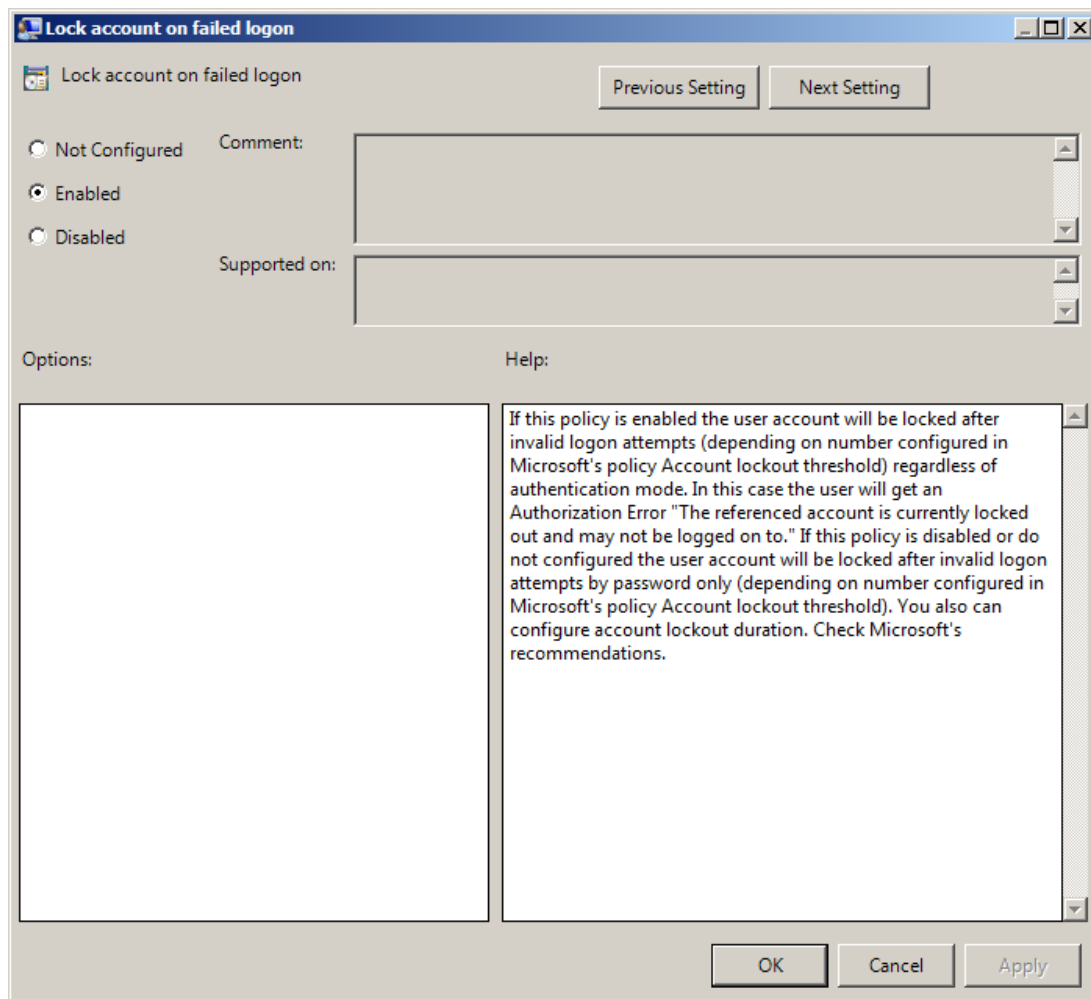 Lock account on failed logon
Lock account on failed logon
Previous Setting
Next Setting
Not Configured
Comment:
Enabled
Disabled
Supported on:
Options:
Help:
If this policy is enabled the user account will be locked after
invalid logon attempts (depending on number configured in
Microsoft's policy Account lockout threshold) regardless of
authentication mode. In this case the user will get an
Authorization Error "The referenced account is currently locked
out and may not be logged on to." If this policy is disabled or do
not configured the user account will be locked after invalid logon
attempts by password only (depending on number configured in
Microsoft's policy Account lockout threshold). You also can
configure account lockout duration. Check Microsoft's
recommendations.
OK
Cancel
Apply